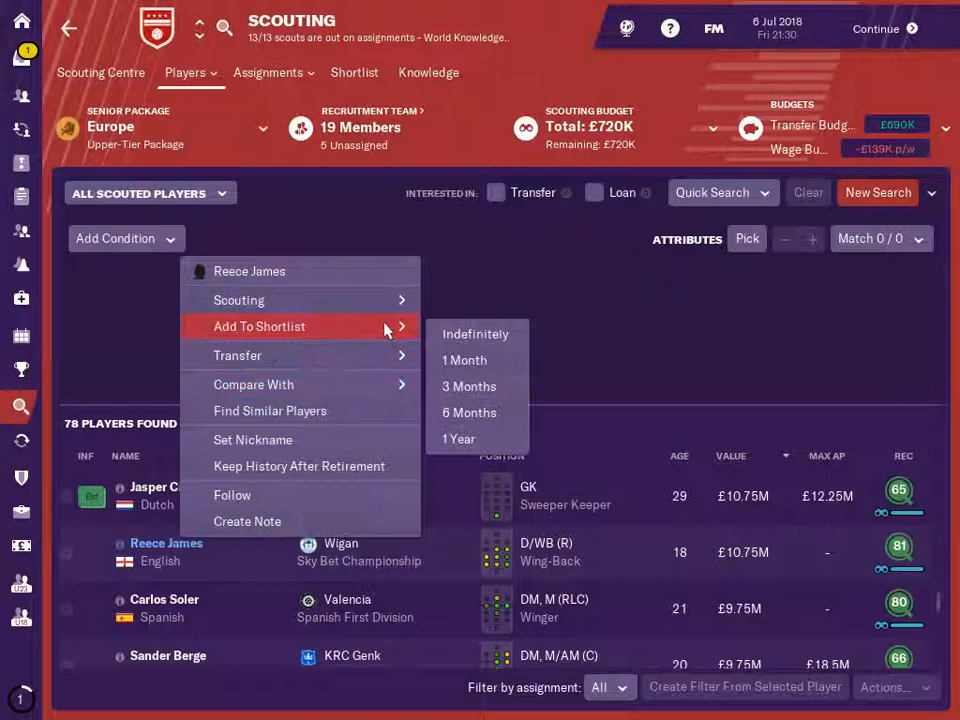 SCOUTING
13/13 scouts are out on assignments - World Knowledge..
FM
6 Jul 2018
Fri 21:30
Continue
1
Scouting Centre
Players
Assignments
Shortlist
Knowledge
SENIOR PACKAGE
Europe
Upper-Tier Package
RECRUITMENT TEAM >
19 Members
5 Unassigned
SCOUTING BUDGET
Total: £720K
Remaining: £720K
BUDGETS
Transfer Budg... £690K
Wage Bu... -£139K p/w
ALL SCOUTED PLAYERS
INTERESTED IN:
Transfer
Loan
Quick Search
Clear
New Search
Add Condition
ATTRIBUTES
Pick
Match 0 / 0
Reece James
Scouting
Add To Shortlist
Transfer
Compare With
Find Similar Players
Set Nickname
Keep History After Retirement
Follow
Create Note
Indefinitely
1 Month
3 Months
6 Months
1 Year
78 PLAYERS FOUND
INF NAME AGE VALUE MAX AP REC
Jasper C
Dutch
GK
Sweeper Keeper
29 £10.75M £12.25M 65
Reece James
English
Wigan
Sky Bet Championship
D/WB (R)
Wing-Back
18 £10.75M - 81
Carlos Soler
Spanish
Valencia
Spanish First Division
DM, M (RLC)
Winger
21 £9.75M - 80
Sander Berge KRC Genk DM, M/AM (C) 20 £9.75M £18.5M 66
Filter by assignment:
All
Create Filter From Selected Player
Actions...
U23
U18
1